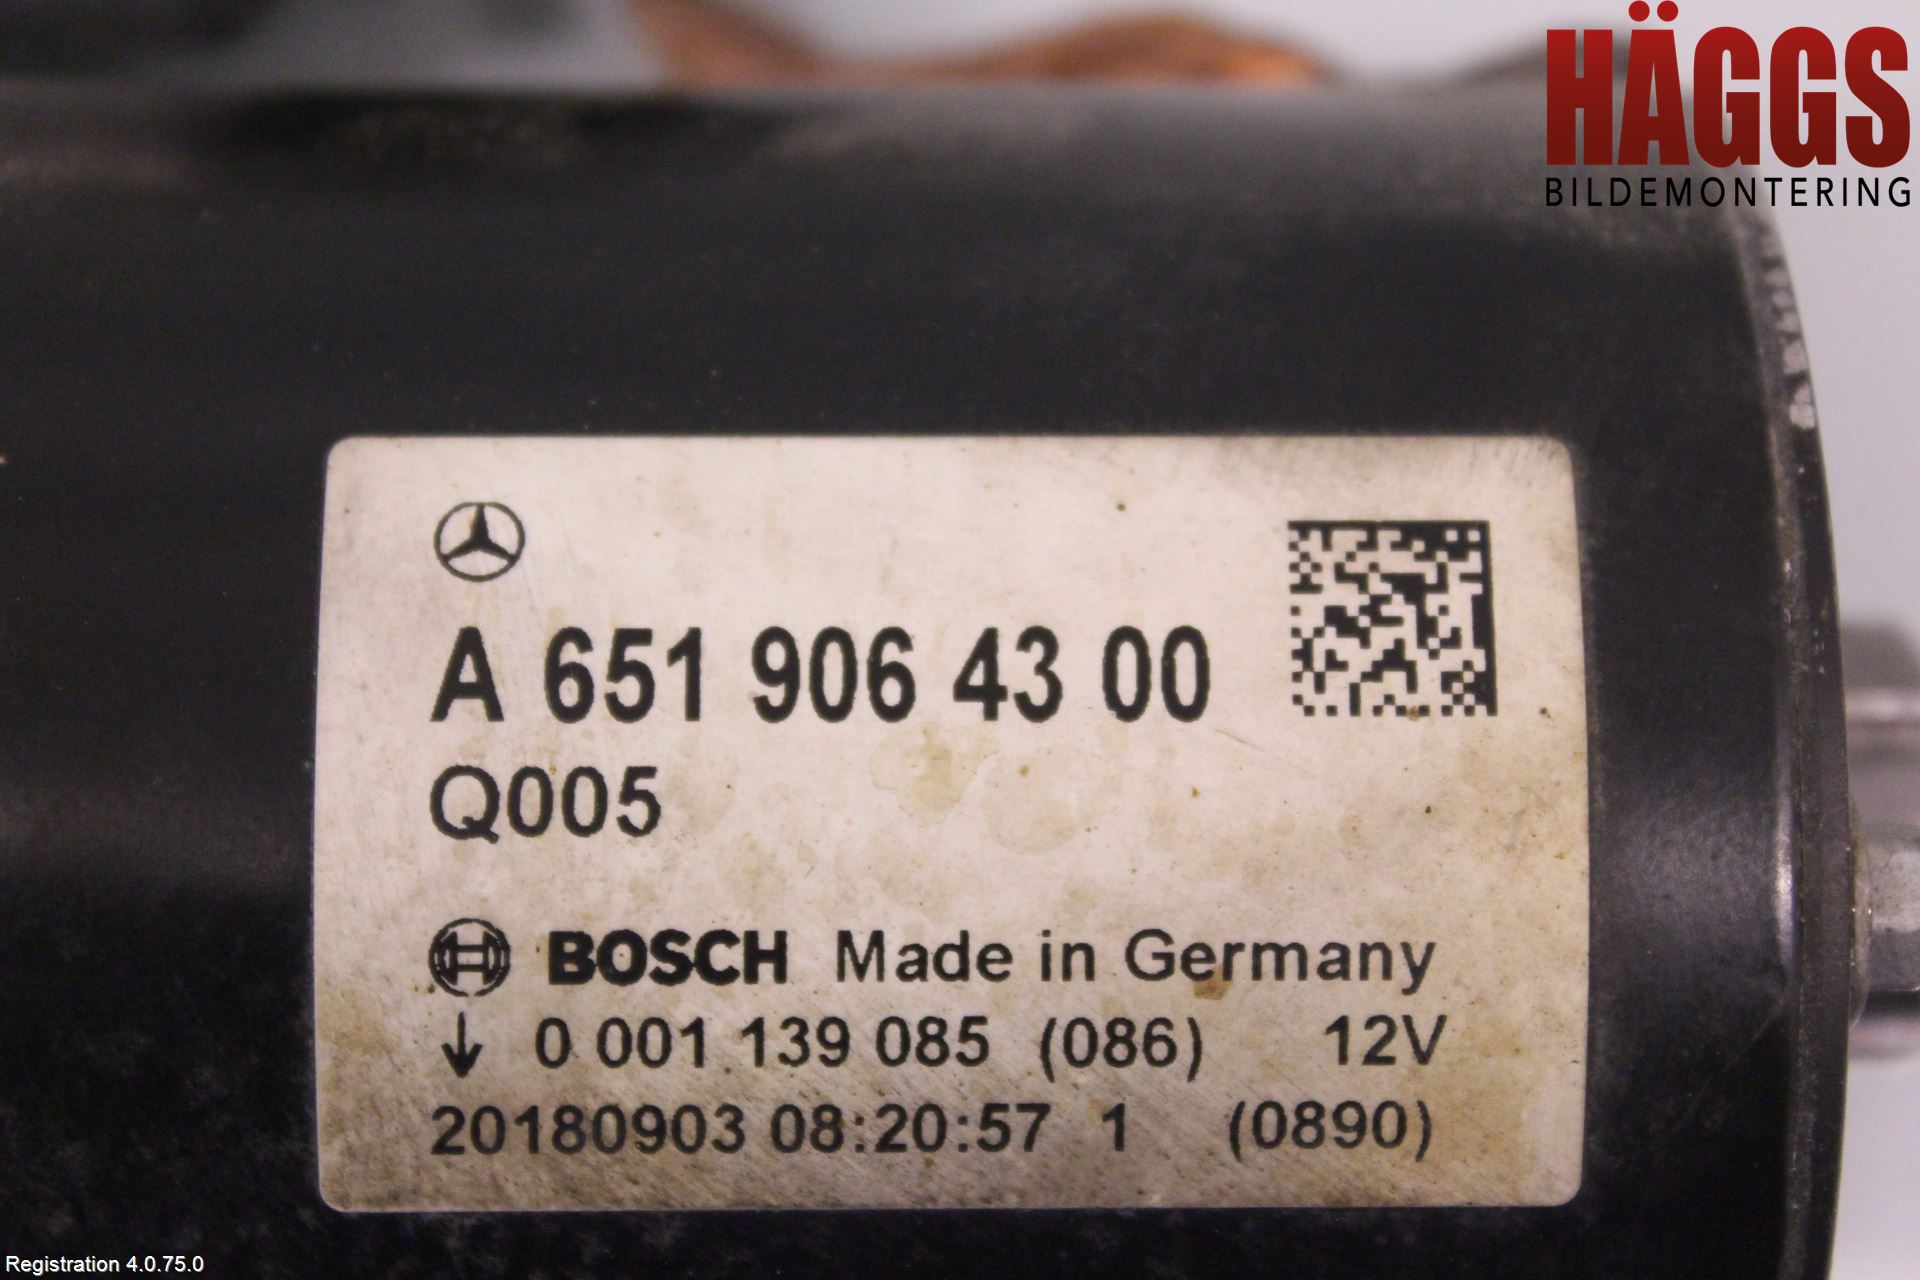 HÄGGS
BILDEMONTERING
A 651 906 43 00
Q005
BOSCH Made in Germany
↓ 0 001 139 085 (086) 12V
20180903 08:20:57 1 (0890)
Registration 4.0.75.0